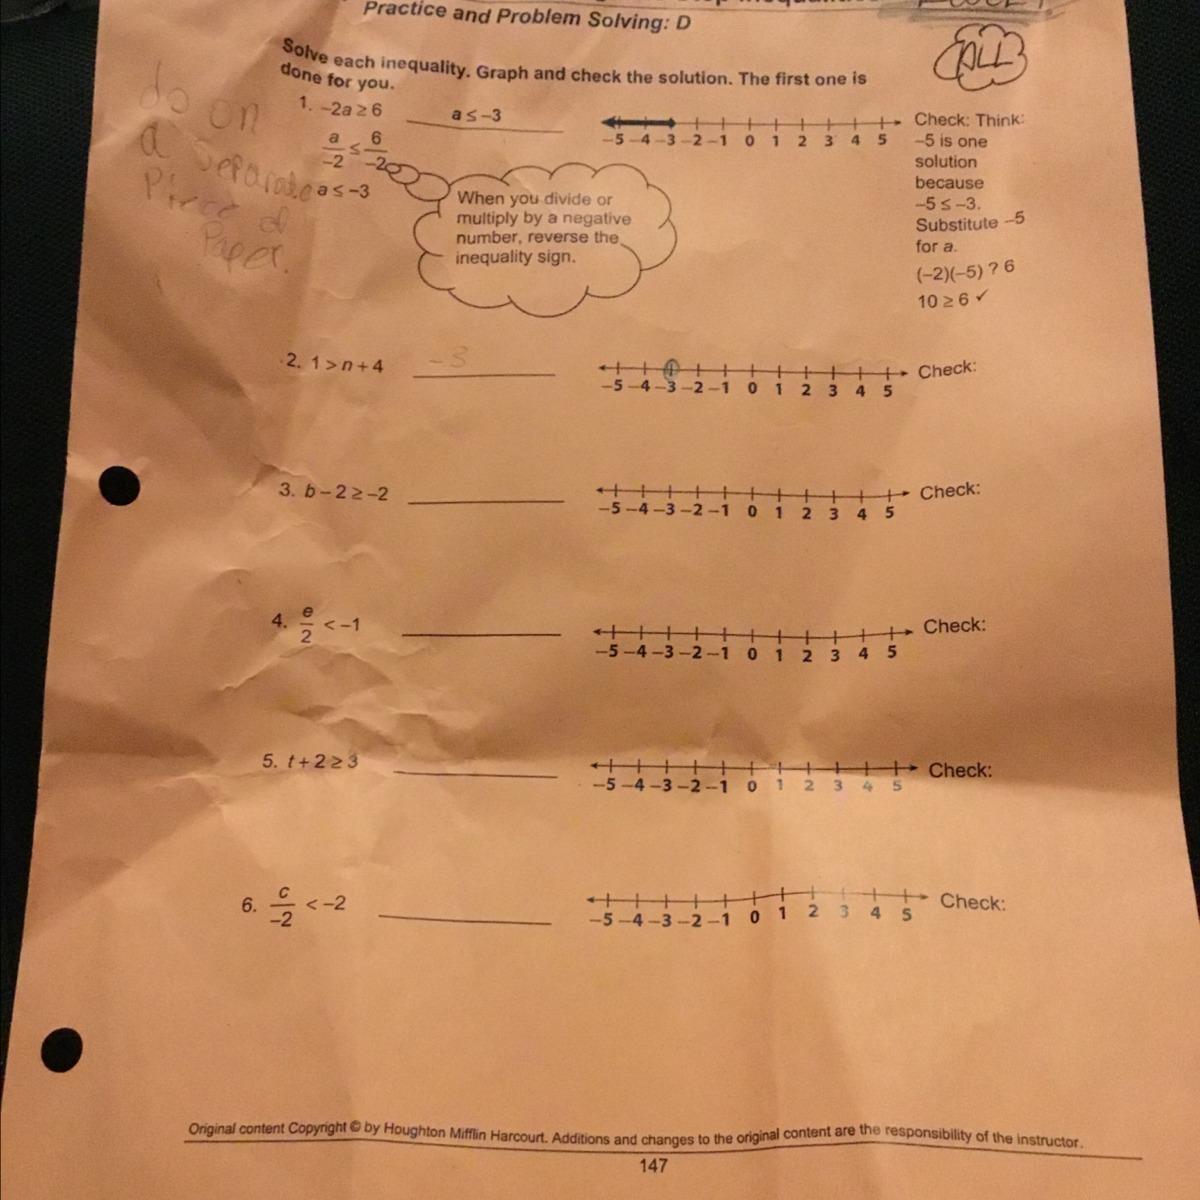 Practice and Problem Solving: D
ALL
Solve each inequality. Graph and check the solution. The first one is
done for you.
do on
a separate
Piece of
Paper.
1. −2a ≥ 6
a ≤ −3
−5 −4 −3 −2 −1 0 1 2 3 4 5
Check: Think:
−5 is one
solution
because
−5 ≤ −3.
Substitute −5
for a.
(−2)(−5) ? 6
10 ≥ 6 ✓
a/−2 ≤ 6/−2
a ≤ −3
When you divide or
multiply by a negative
number, reverse the
inequality sign.
2. 1 > n + 4 −3
−5 −4 −3 −2 −1 0 1 2 3 4 5
Check:
3. b − 2 ≥ −2
−5 −4 −3 −2 −1 0 1 2 3 4 5
Check:
4. e/2 < −1
−5 −4 −3 −2 −1 0 1 2 3 4 5
Check:
5. t + 2 ≥ 3
−5 −4 −3 −2 −1 0 1 2 3 4 5
Check:
6. c/−2 < −2
−5 −4 −3 −2 −1 0 1 2 3 4 5
Check:
Original content Copyright © by Houghton Mifflin Harcourt. Additions and changes to the original content are the responsibility of the instructor.
147